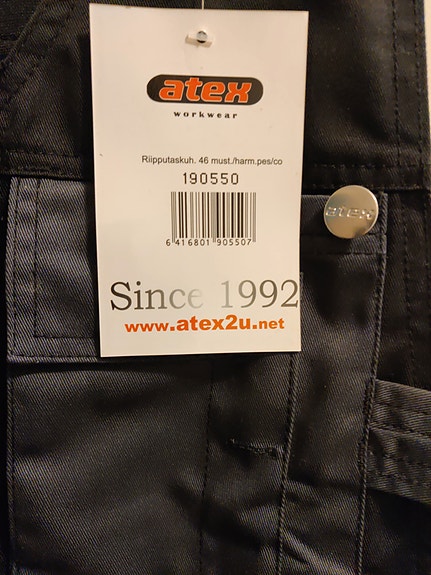 atex
workwear
Riipputaskuh. 46 must./harm.pes/co
190550
6 416801 905507
atex
Since 1992
www.atex2u.net